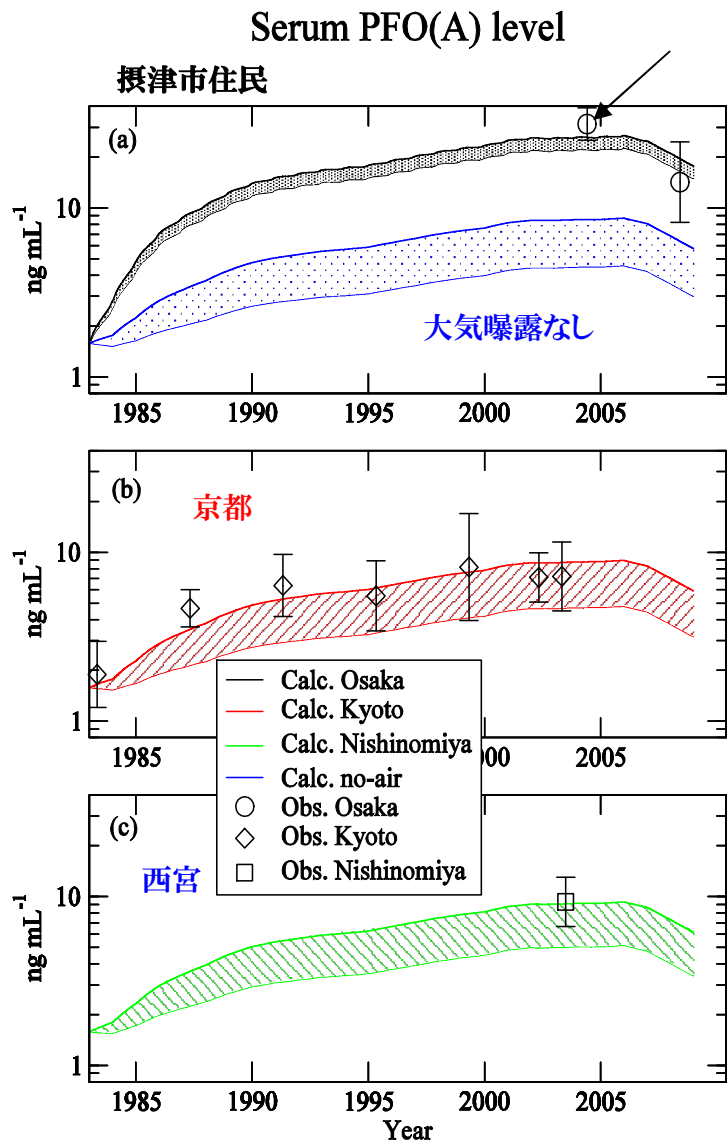 Serum PFO(A) level
摂津市住民
(a)
10
1
ng mL⁻¹
大気曝露なし
1985 1990 1995 2000 2005
(b)
京都
10
1
ng mL⁻¹
1985 00 2005
Calc. Osaka
Calc. Kyoto
Calc. Nishinomiya
Calc. no-air
Obs. Osaka
Obs. Kyoto
Obs. Nishinomiya
(c)
西宮
10
1
ng mL⁻¹
1985 1990 1995 2000 2005
Year